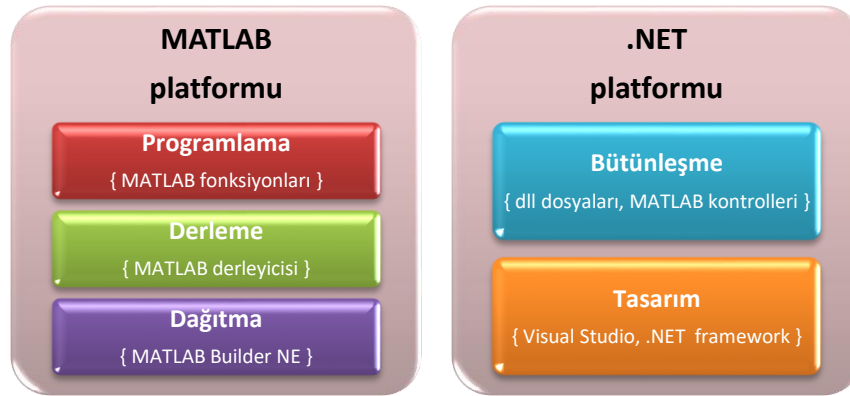 MATLAB
platformu
Programlama
{ MATLAB fonksiyonları }
Derleme
{ MATLAB derleyicisi }
Dağıtma
{ MATLAB Builder NE }
.NET
platformu
Bütünleşme
{ dll dosyaları, MATLAB kontrolleri }
Tasarım
{ Visual Studio, .NET framework }